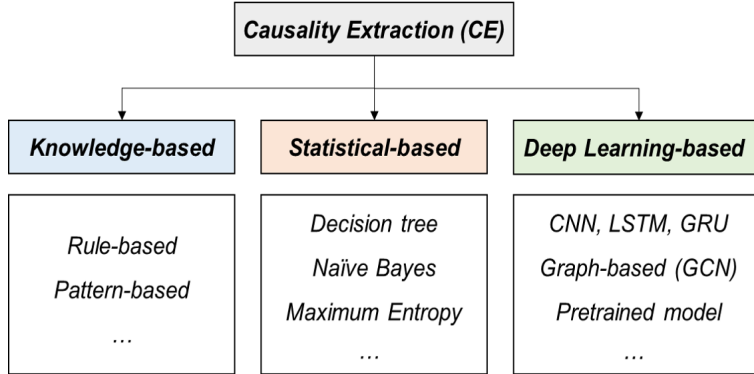 Causality Extraction (CE)
Knowledge-based
Statistical-based
Deep Learning-based
Rule-based
Pattern-based
…
Decision tree
Naïve Bayes
Maximum Entropy
…
CNN, LSTM, GRU
Graph-based (GCN)
Pretrained model
…